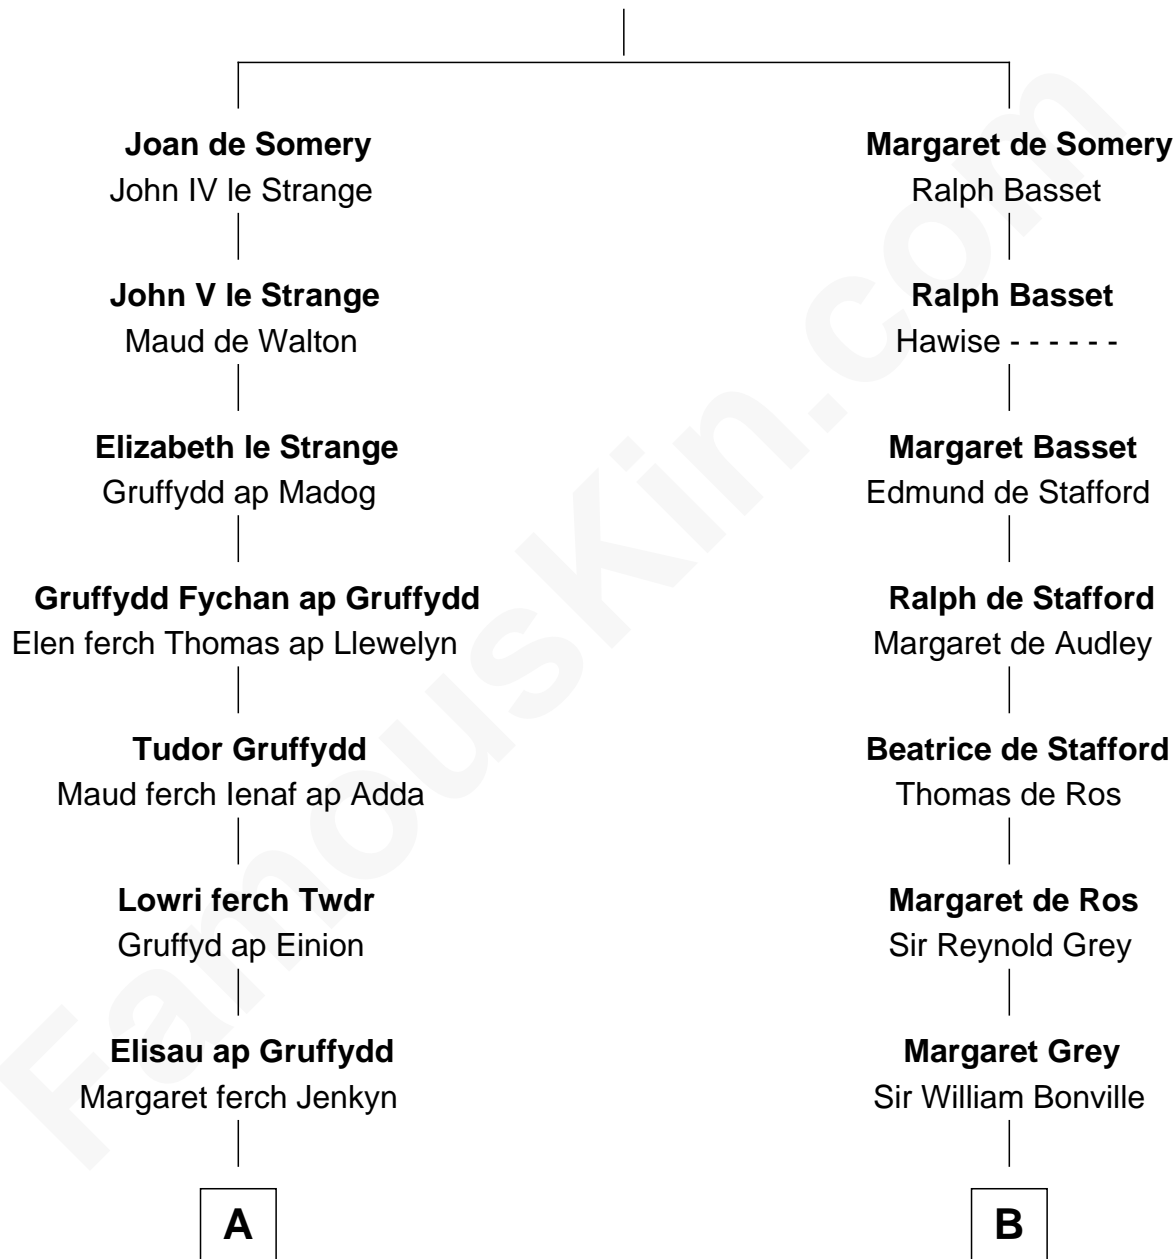 Joan de Somery
John IV le Strange
John V le Strange
Maud de Walton
Elizabeth le Strange
Gruffydd ap Madog
Gruffydd Fychan ap Gruffydd
Elen ferch Thomas ap Llewelyn
Tudor Gruffydd
Maud ferch Ienaf ap Adda
Lowri ferch Twdr
Gruffyd ap Einion
Elisau ap Gruffydd
Margaret ferch Jenkyn
A
Margaret de Somery
Ralph Basset
Ralph Basset
Hawise - - - - - -
Margaret Basset
Edmund de Stafford
Ralph de Stafford
Margaret de Audley
Beatrice de Stafford
Thomas de Ros
Margaret de Ros
Sir Reynold Grey
Margaret Grey
Sir William Bonville
B
FamousKin.com